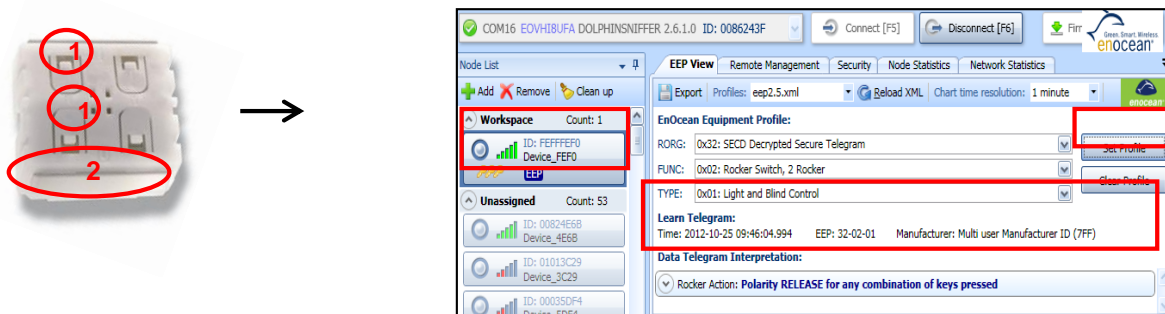 1
1
2
COM16 EOVHI8UFA DOLPHINSNIFFER 2.6.1.0 ID: 0086243F
Connect [F5]
Disconnect [F6]
Fir
Green. Smart. Wireless.
enocean
Node List
Add Remove Clean up
Workspace Count: 1
ID: FEFFFEF0
Device_FEF0
EEP
Unassigned Count: 53
ID: 00824E6B
Device_4E6B
ID: 01013C29
Device_3C29
ID: 00035DF4
EEP View Remote Management Security Node Statistics Network Statistics
Export Profiles: eep2.5.xml Reload XML Chart time resolution: 1 minute
enocean
EnOcean Equipment Profile:
RORG: 0x32: SECD Decrypted Secure Telegram
Set Profile
FUNC: 0x02: Rocker Switch, 2 Rocker
Clear Profile
TYPE: 0x01: Light and Blind Control
Learn Telegram:
Time: 2012-10-25 09:46:04.994 EEP: 32-02-01 Manufacturer: Multi user Manufacturer ID (7FF)
Data Telegram Interpretation:
Rocker Action: Polarity RELEASE for any combination of keys pressed